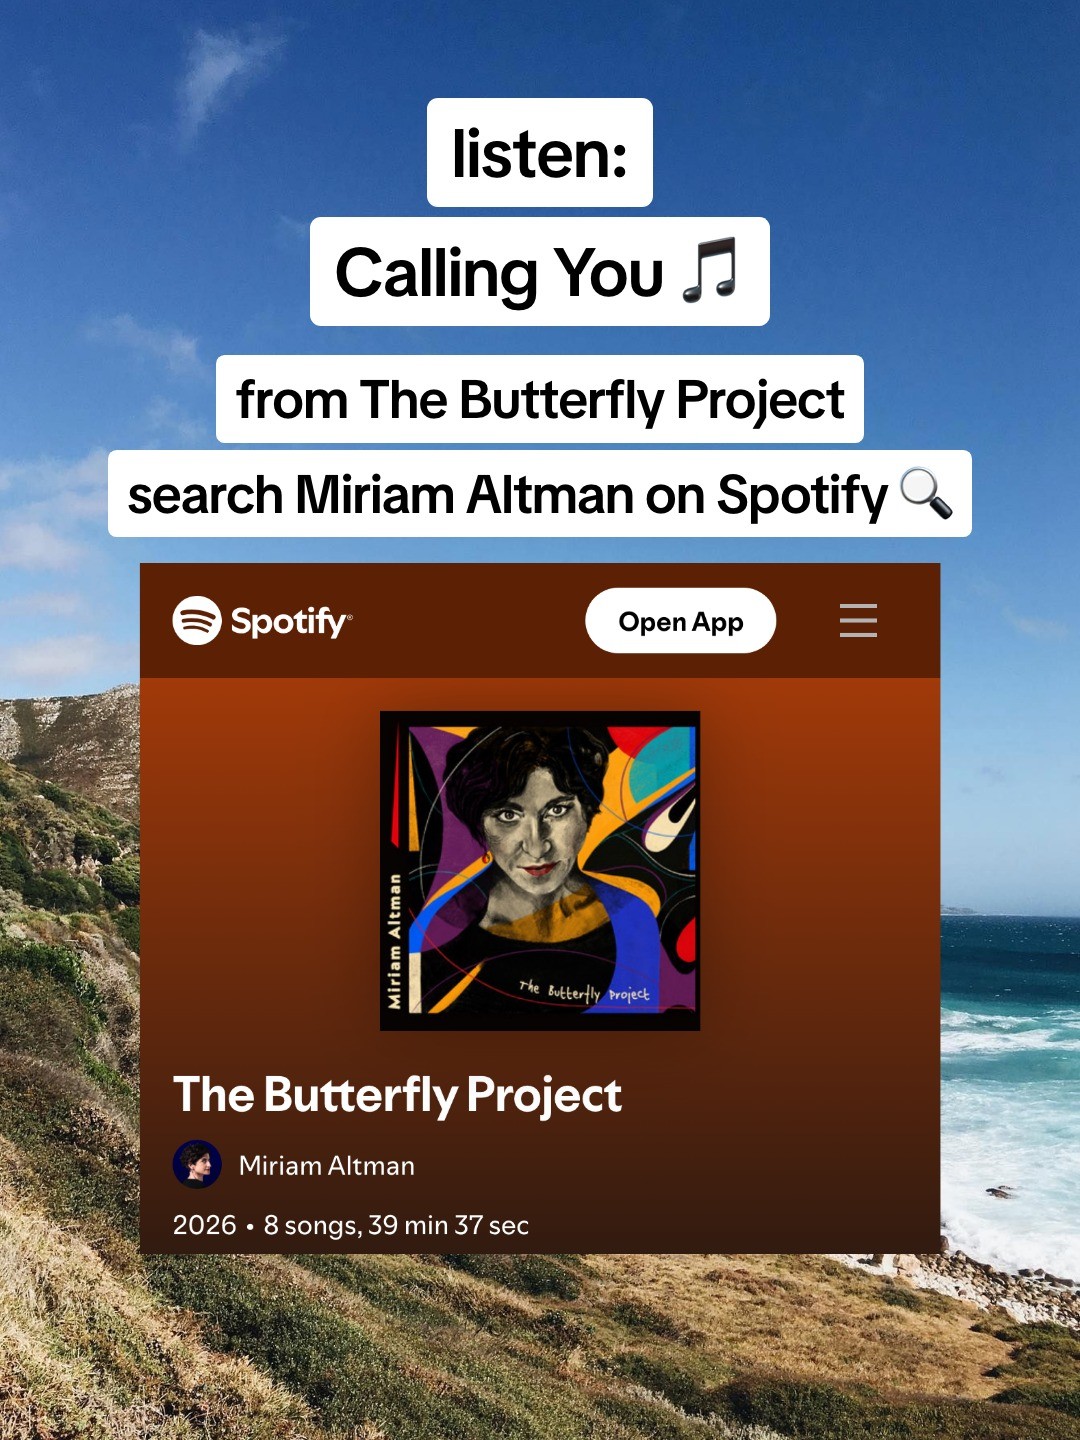 listen:
Calling You 🎵
from The Butterfly Project
search Miriam Altman on Spotify 🔍
Spotify®
Open App
Miriam Altman
The Butterfly Project
The Butterfly Project
Miriam Altman
2026 • 8 songs, 39 min 37 sec